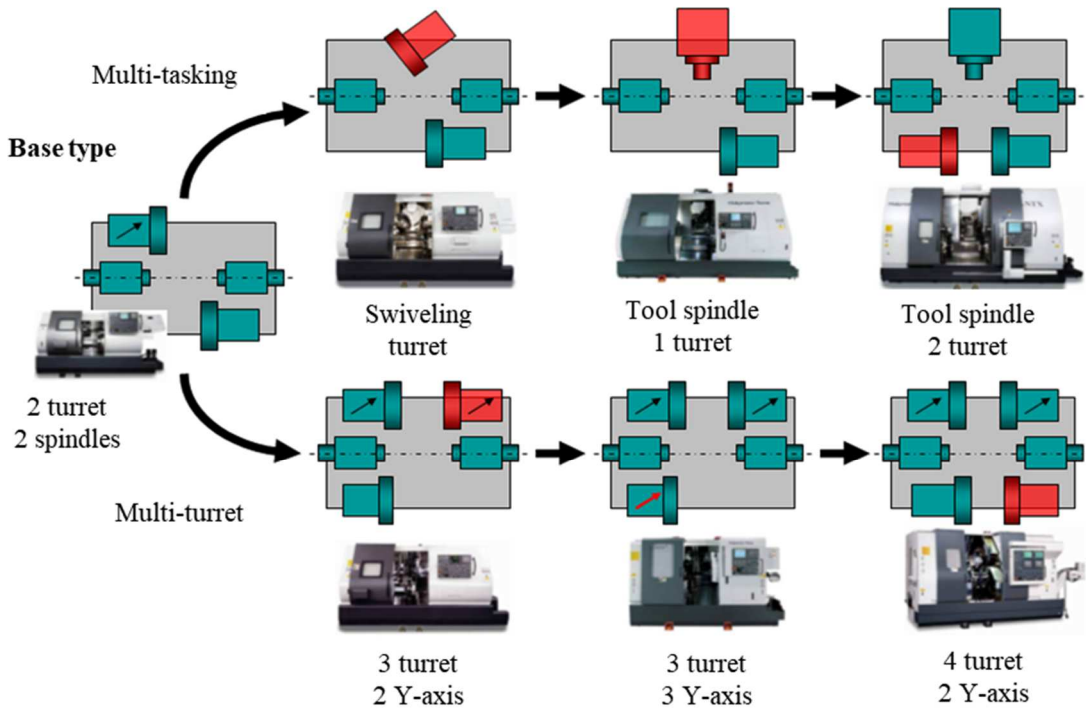 Multi-tasking
Base type
2 turret
2 spindles
Swiveling
turret
Tool spindle
1 turret
Tool spindle
2 turret
Multi-turret
3 turret
2 Y-axis
3 turret
3 Y-axis
4 turret
2 Y-axis